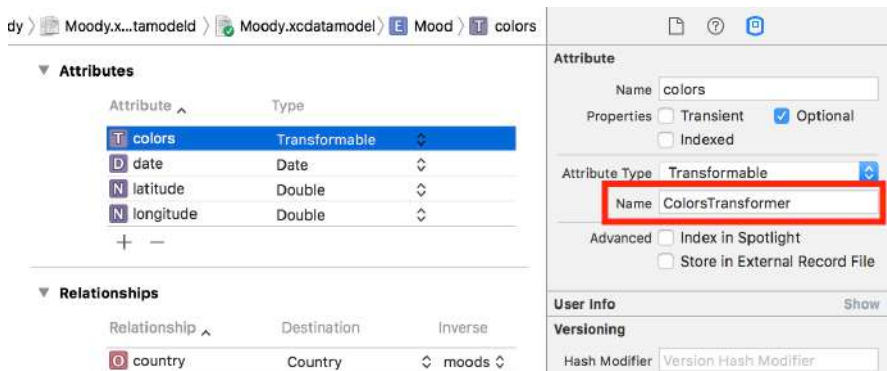 dy Moody.x...tamodeld Moody.xcdatamodel E Mood T colors
Attributes
Attribute Type
T colors Transformable
D date Date
N latitude Double
N longitude Double
+ −
Relationships
Relationship Destination Inverse
O country Country moods
Attribute
Name colors
Properties Transient Optional
Indexed
Attribute Type Transformable
Name ColorsTransformer
Advanced Index in Spotlight
Store in External Record File
User Info Show
Versioning
Hash Modifier Version Hash Modifier